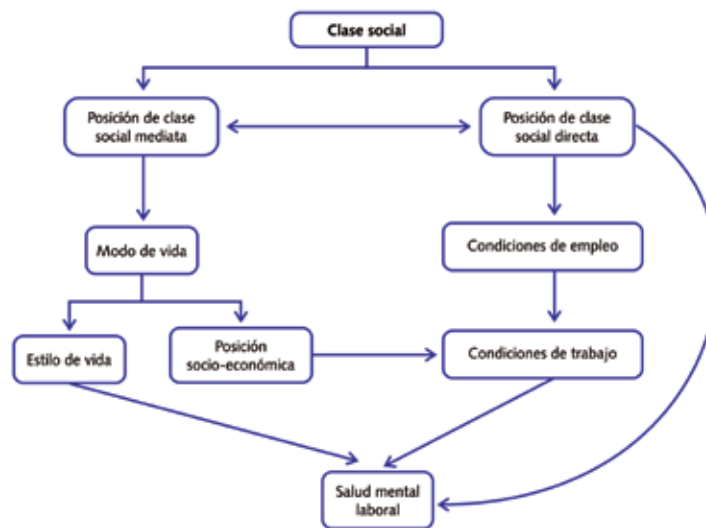 Clase social
Posición de clase
social mediata
Posición de clase
social directa
Modo de vida
Condiciones de empleo
Estilo de vida
Posición
socio-económica
Condiciones de trabajo
Salud mental
laboral